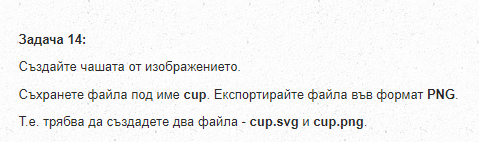 Задача 14:
Създайте чашата от изображението.
Съхранете файла под име cup. Експортирайте файла във формат PNG.
Т.е. трябва да създадете два файла - cup.svg и cup.png.